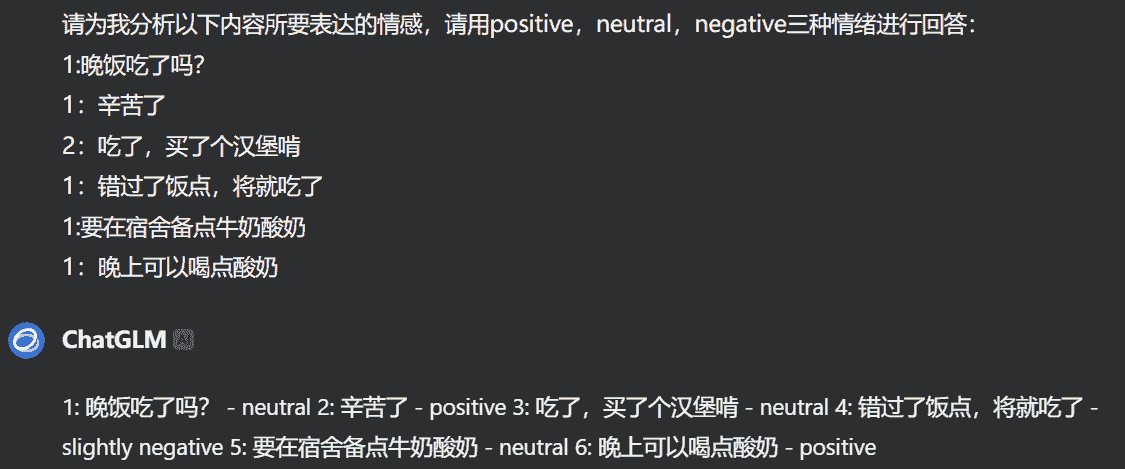 请为我分析以下内容所要表达的情感，请用positive，neutral，negative三种情绪进行回答：
1:晚饭吃了吗？
1：辛苦了
2：吃了，买了个汉堡啃
1：错过了饭点，将就吃了
1:要在宿舍备点牛奶酸奶
1：晚上可以喝点酸奶
ChatGLM AI
1: 晚饭吃了吗？ - neutral 2: 辛苦了 - positive 3: 吃了，买了个汉堡啃 - neutral 4: 错过了饭点，将就吃了 -
slightly negative 5: 要在宿舍备点牛奶酸奶 - neutral 6: 晚上可以喝点酸奶 - positive